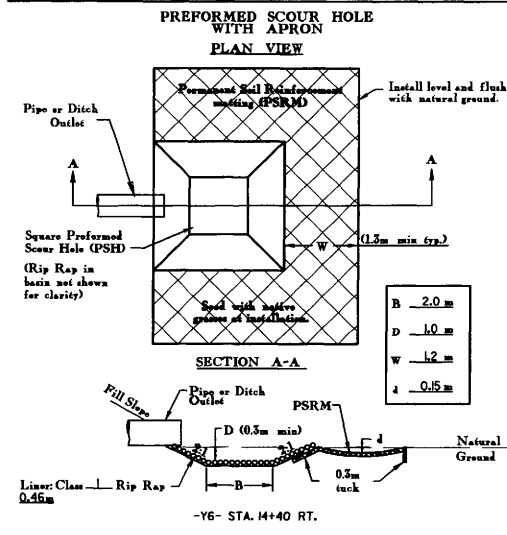 PREFORMED SCOUR HOLE
WITH APRON
PLAN VIEW
Permanent Soil Reinforcement
matting (PSRM)
Install level and flush
with natural ground.
Pipe or Ditch
Outlet
A
A
Square Preformed
Scour Hole (PSH)
(Rip Rap in
basin not shown
for clarity)
W
(1.3m min typ.)
Seed with native
grasses at installation.
B 2.0 m
D 1.0 m
W 1.2 m
d 0.15 m
SECTION A-A
Fill Slope
Pipe or Ditch
Outlet
D (0.3m min)
PSRM
d
2:1
2:1
Natural
Ground
B
0.3m
tuck
Liner: Class I Rip Rap
0.46m
-Y6- STA. 14+40 RT.